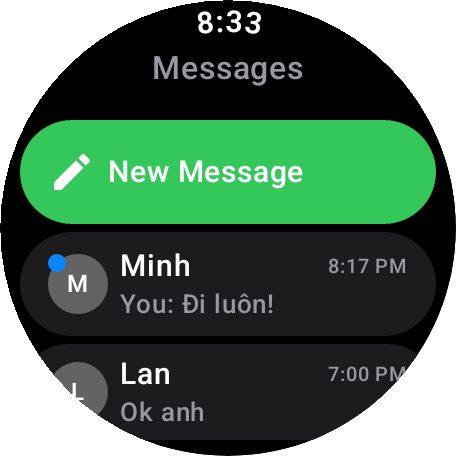 8:33
Messages
New Message
M
Minh
8:17 PM
You: Đi luôn!
L
Lan
7:00 PM
Ok anh